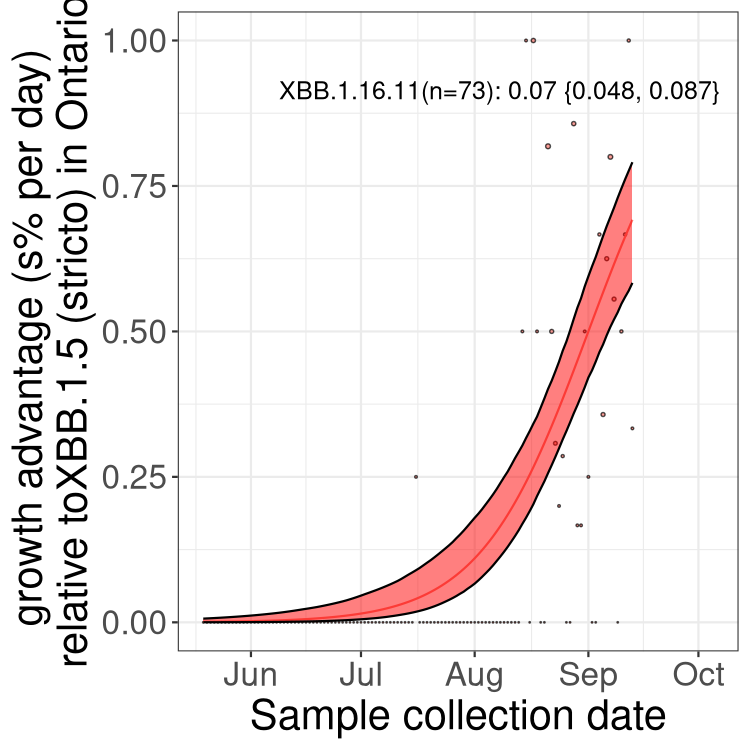 growth advantage (s% per day)
relative toXBB.1.5 (stricto) in Ontario
1.00
0.75
0.50
0.25
0.00
XBB.1.16.11(n=73): 0.07 {0.048, 0.087}
Jun Jul Aug Sep Oct
Sample collection date